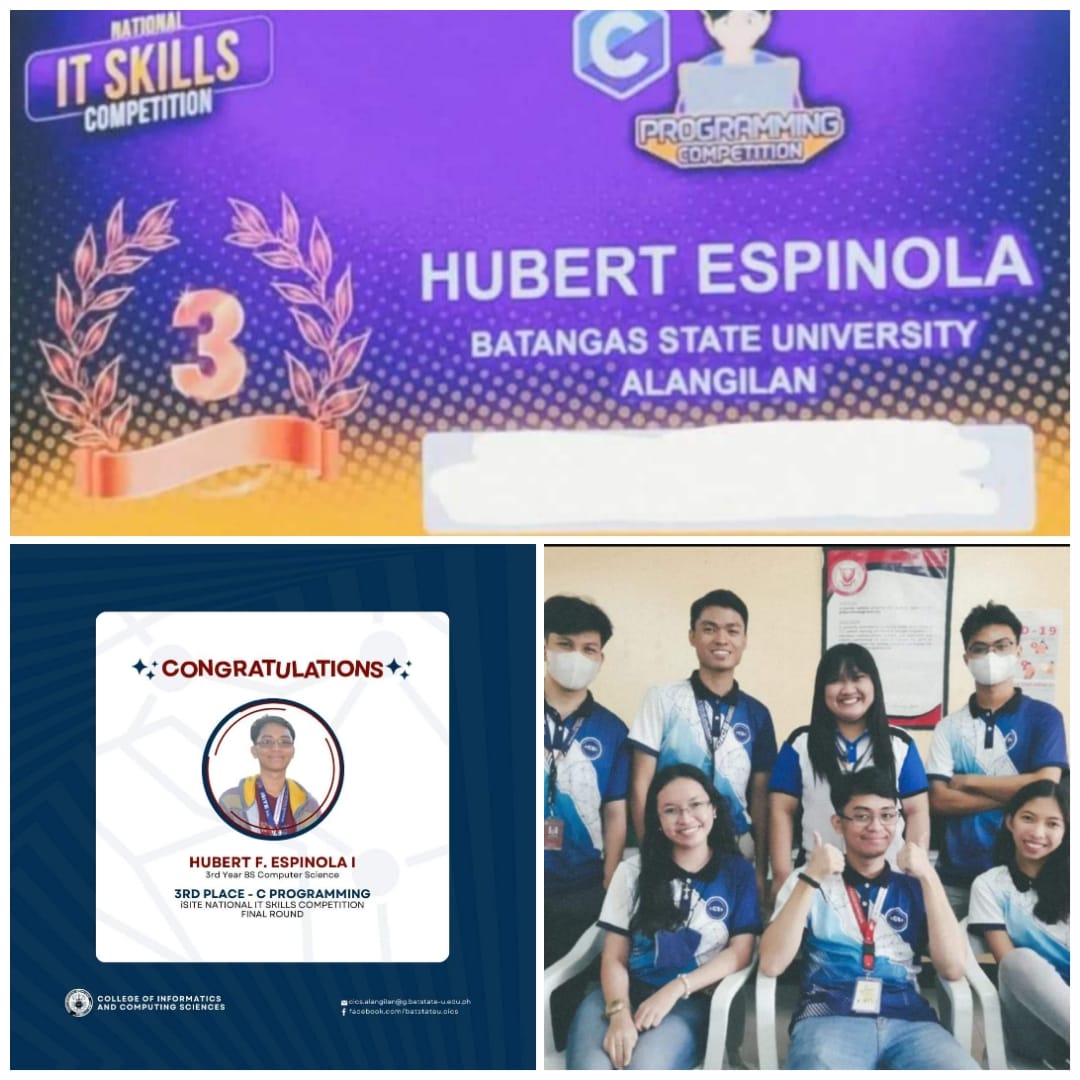 NATIONAL
IT SKILLS
COMPETITION
C
PROGRAMMING
COMPETITION
3
HUBERT ESPINOLA
BATANGAS STATE UNIVERSITY
ALANGILAN
CONGRATULATIONS
HUBERT F. ESPINOLA I
3rd Year BS Computer Science
3RD PLACE - C PROGRAMMING
iSITE NATIONAL IT SKILLS COMPETITION
FINAL ROUND
COLLEGE OF INFORMATICS
AND COMPUTING SCIENCES
cics.alangilan@g.batstate-u.edu.ph
facebook.com/batstateu.cics